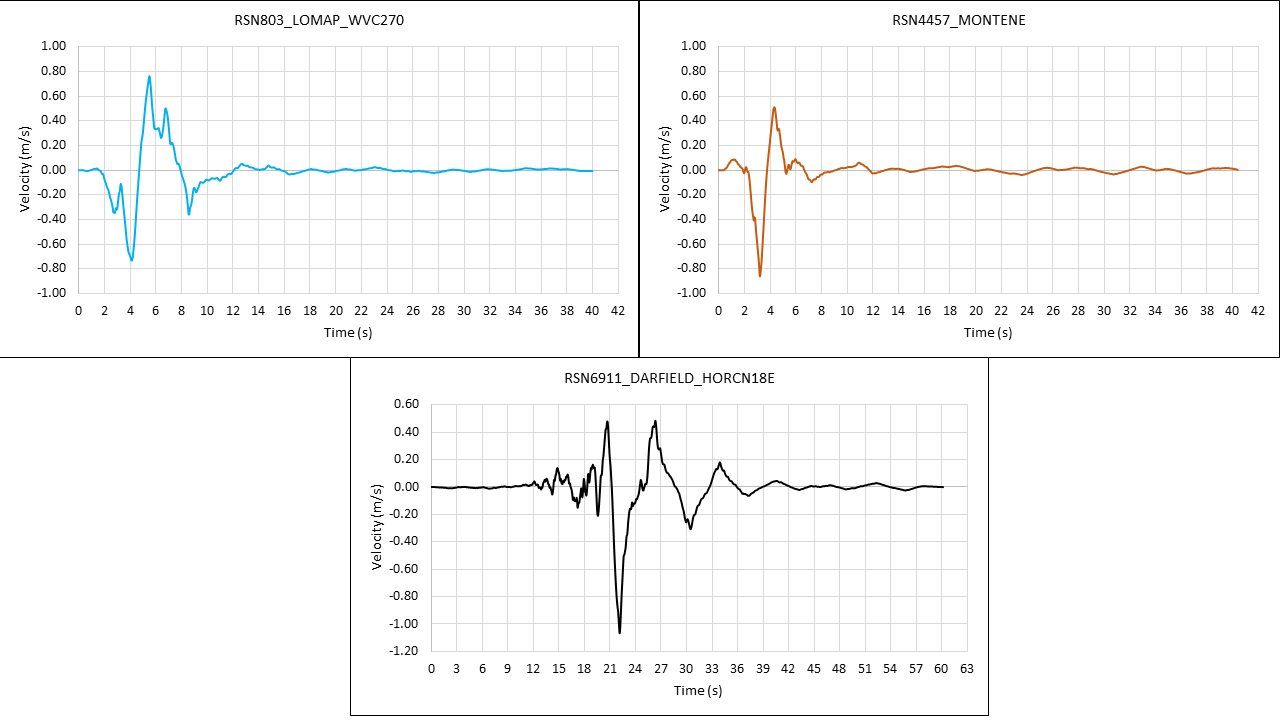 RSN803_LOMAP_WVC270
1.00
0.80
0.60
0.40
0.20
0.00
-0.20
-0.40
-0.60
-0.80
-1.00
Velocity (m/s)
0 2 4 6 8 10 12 14 16 18 20 22 24 26 28 30 32 34 36 38 40 42
Time (s)
RSN4457_MONTENE
1.00
0.80
0.60
0.40
0.20
0.00
-0.20
-0.40
-0.60
-0.80
-1.00
Velocity (m/s)
0 2 4 6 8 10 12 14 16 18 20 22 24 26 28 30 32 34 36 38 40 42
Time (s)
RSN6911_DARFIELD_HORCN18E
0.60
0.40
0.20
0.00
-0.20
-0.40
-0.60
-0.80
-1.00
-1.20
Velocity (m/s)
0 3 6 9 12 15 18 21 24 27 30 33 36 39 42 45 48 51 54 57 60 63
Time (s)